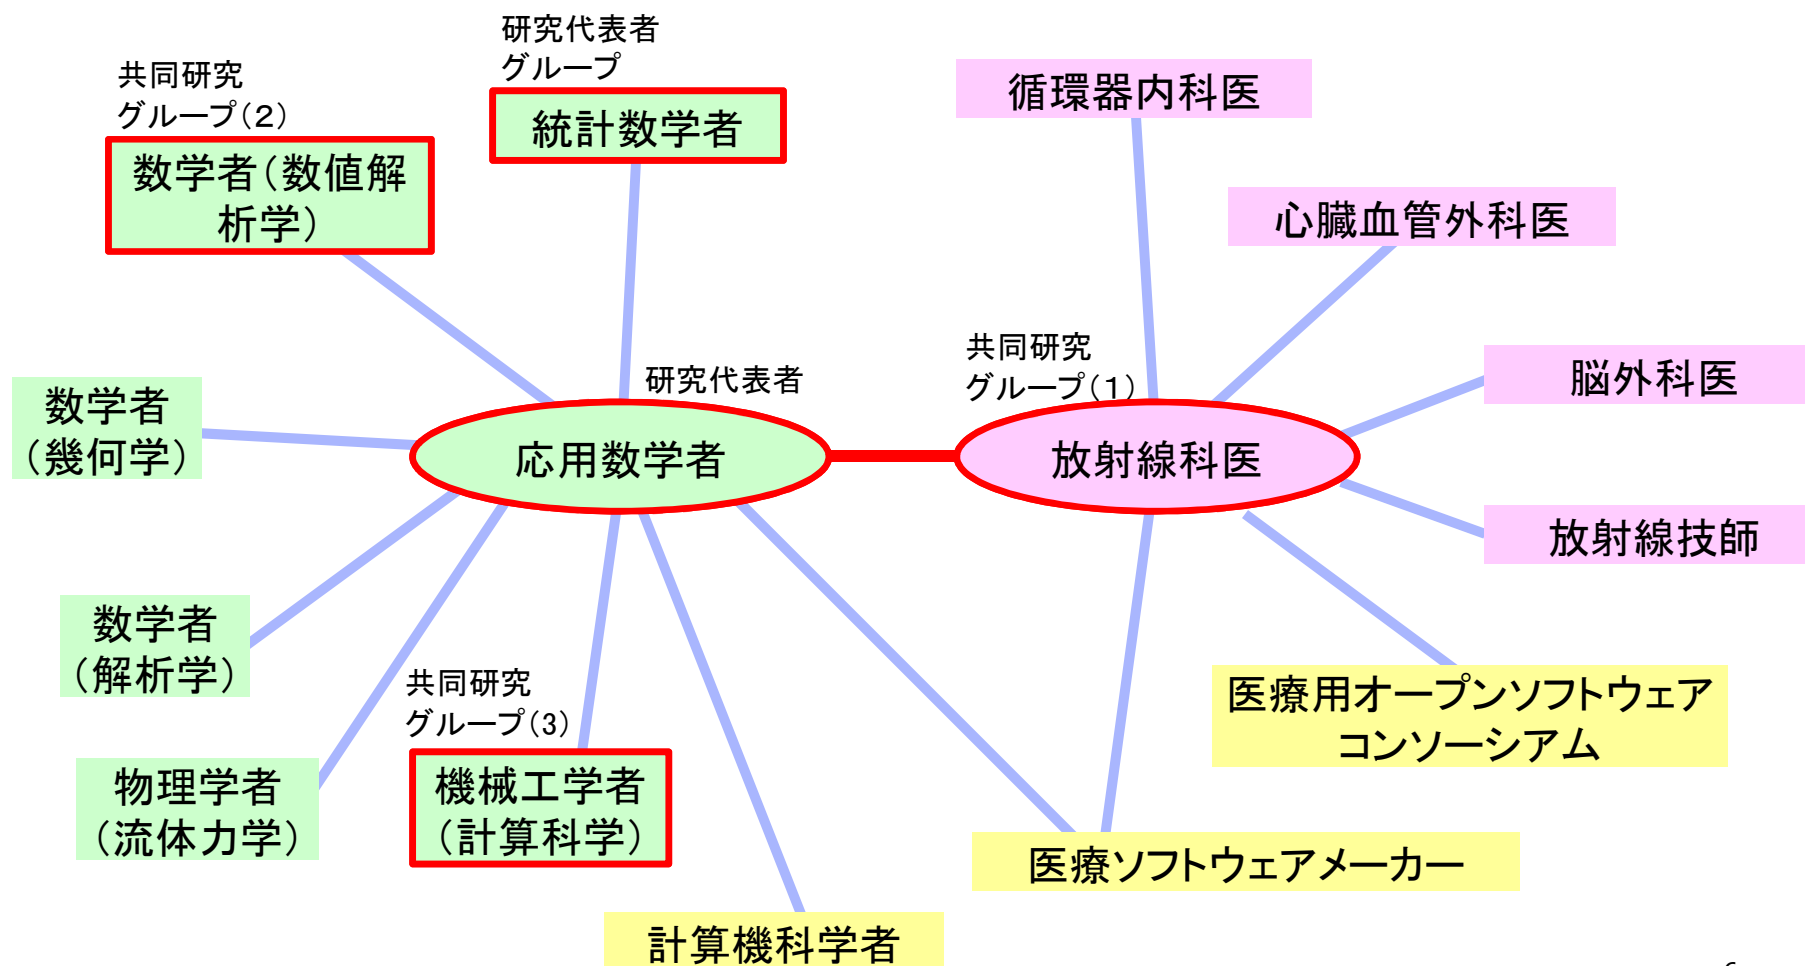 研究代表者
グループ
共同研究
グループ（2）
統計数学者
循環器内科医
数学者（数値解
析学）
心臓血管外科医
共同研究
グループ（1）
研究代表者
脳外科医
数学者
（幾何学）
応用数学者
放射線科医
放射線技師
数学者
（解析学）
共同研究
グループ（3）
医療用オープンソフトウェア
コンソーシアム
物理学者
（流体力学）
機械工学者
（計算科学）
医療ソフトウェアメーカー
計算機科学者